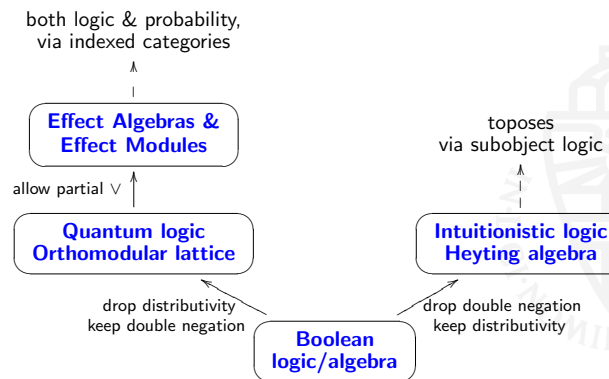 both logic & probability,
via indexed categories
Effect Algebras &
Effect Modules
toposes
via subobject logic
allow partial ∨
Quantum logic
Orthomodular lattice
Intuitionistic logic
Heyting algebra
drop distributivity
keep double negation
drop double negation
keep distributivity
Boolean
logic/algebra